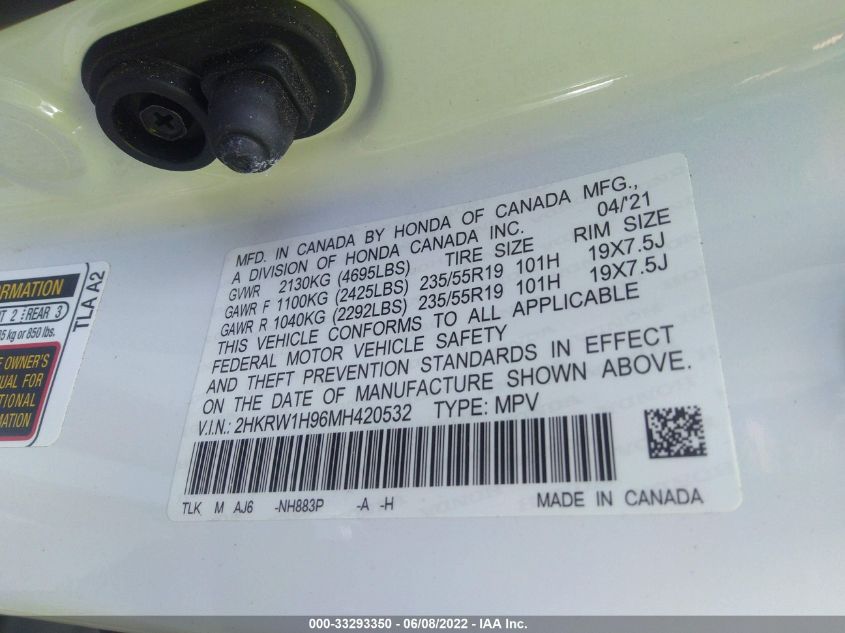 MFD. IN CANADA BY HONDA OF CANADA MFG.,
A DIVISION OF HONDA CANADA INC. 04/'21
GVWR 2130KG (4695LBS) TIRE SIZE RIM SIZE
GAWR F 1100KG (2425LBS) 235/55R19 101H 19X7.5J
GAWR R 1040KG (2292LBS) 235/55R19 101H 19X7.5J
THIS VEHICLE CONFORMS TO ALL APPLICABLE
FEDERAL MOTOR VEHICLE SAFETY
AND THEFT PREVENTION STANDARDS IN EFFECT
ON THE DATE OF MANUFACTURE SHOWN ABOVE.
V.I.N.: 2HKRW1H96MH420532 TYPE: MPV
TLK M AJ6 -NH883P -A -H MADE IN CANADA
TLA A2
REAR 3
kg or 850 lbs.
OWNER'S
FOR
000-33293350 - 06/08/2022 - IAA Inc.